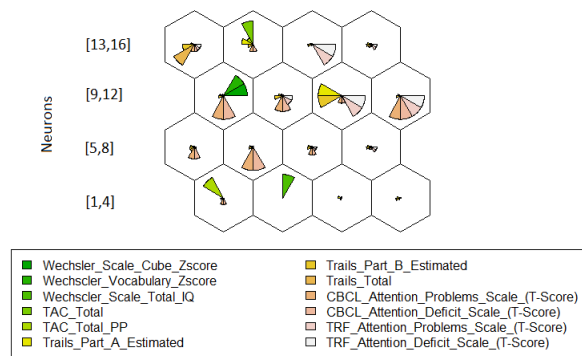 [13,16]
[9,12]
Neurons
[5,8]
[1,4]
Wechsler_Scale_Cube_Zscore
Wechsler_Vocabulary_Zscore
Wechscler_Scale_Total_IQ
TAC_Total
TAC_Total_PP
Trails_Part_A_Estimated
Trails_Part_B_Estimated
Trails_Total
CBCL_Attention_Problems_Scale_(T-Score)
CBCL_Attention_Deficit_Scale_(T-Score)
TRF_Attention_Problems_Scale_(T-Score)
TRF_Attention_Deficit_Scale_(T-Score)